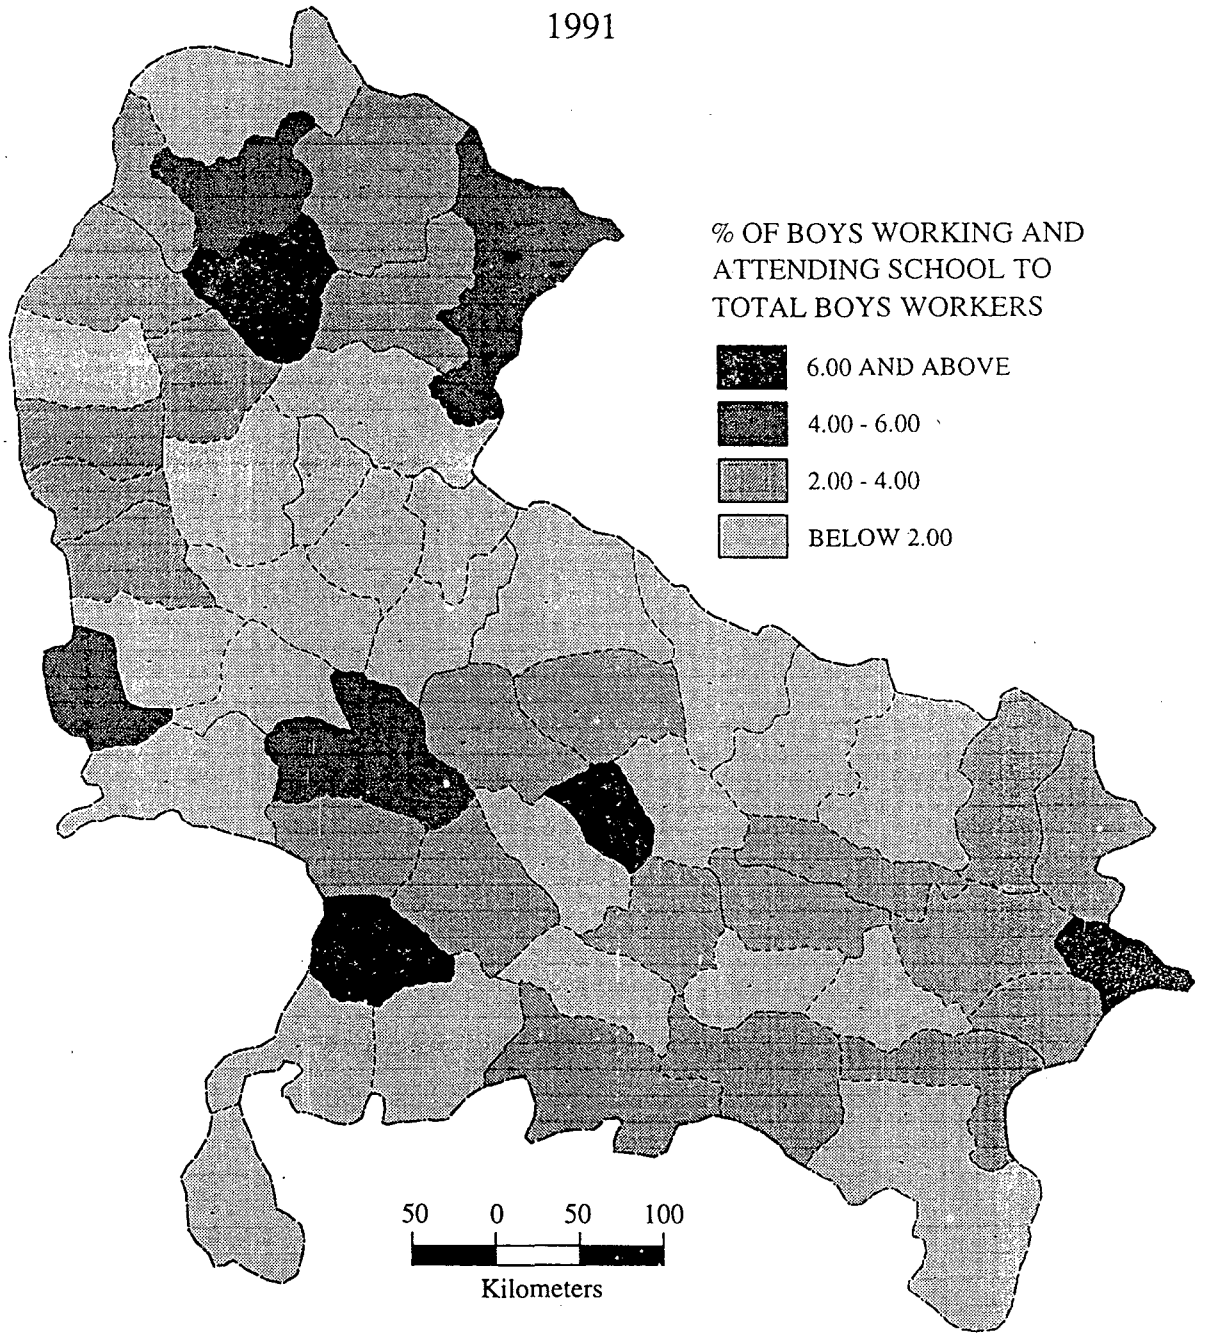 1991
% OF BOYS WORKING AND
ATTENDING SCHOOL TO
TOTAL BOYS WORKERS
6.00 AND ABOVE
4.00 - 6.00
2.00 - 4.00
BELOW 2.00
50 0 50 100
Kilometers